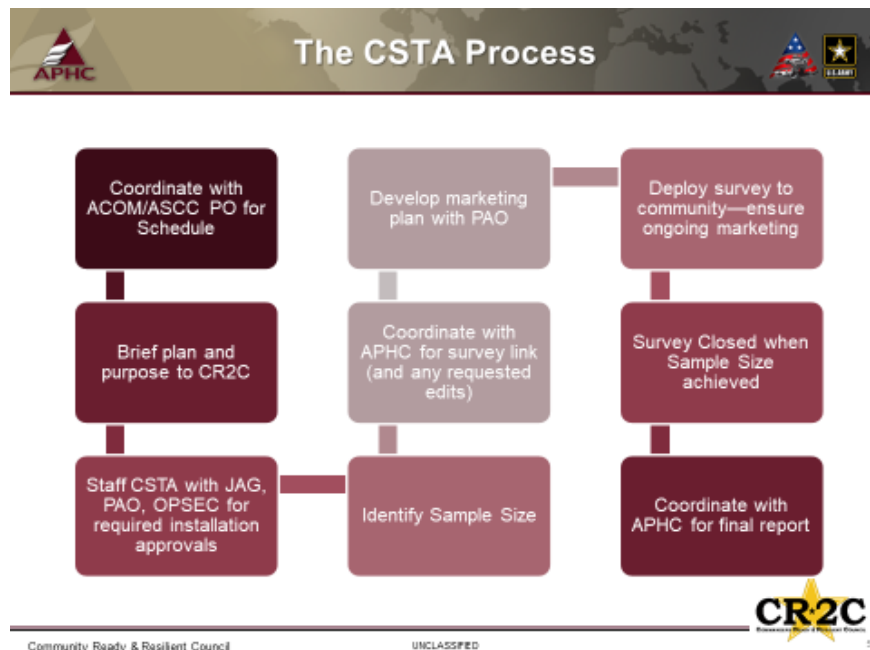 The CSTA Process
APHC
U.S.ARMY
Coordinate with
ACOM/ASCC PO for
Schedule
Brief plan and
purpose to CR2C
Staff CSTA with JAG,
PAO, OPSEC for
required installation
approvals
Identify Sample Size
Coordinate with
APHC for survey link
(and any requested
edits)
Develop marketing
plan with PAO
Deploy survey to
community—ensure
ongoing marketing
Survey Closed when
Sample Size
achieved
Coordinate with
APHC for final report
CR2C
Community Ready & Resilient Council
UNCLASSIFIED